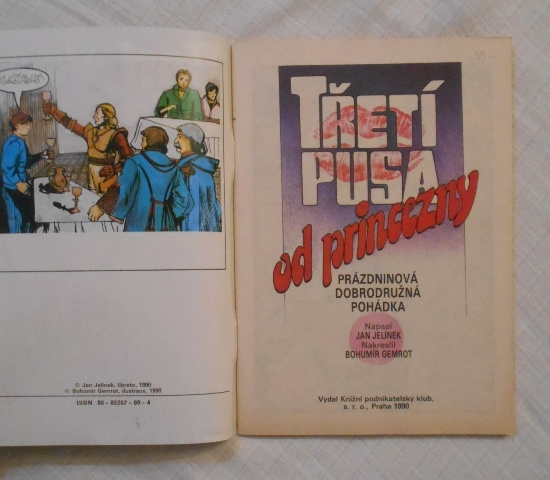 © Jan Jelínek, libreto, 1990
© Bohumír Gemrot, ilustrace, 1990
ISBN 80 - 85267 - 00 - 4
TŘETÍ
PUSA
od princezny
PRÁZDNINOVÁ
DOBRODRUŽNÁ
POHÁDKA
Napsal
JAN JELÍNEK
Nakreslil
BOHUMÍR GEMROT
Vydal Knižní podnikatelský klub,
s. r. o., Praha 1990